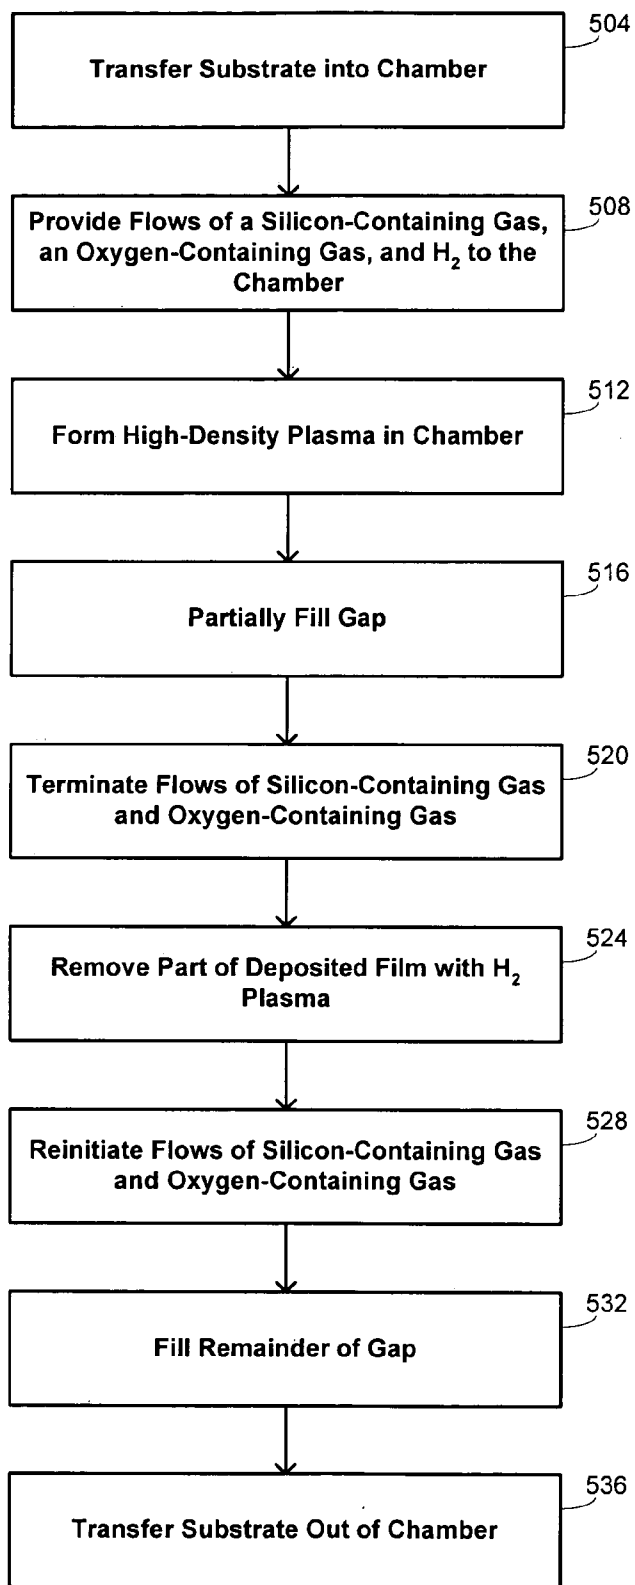 504
Transfer Substrate into Chamber
508
Provide Flows of a Silicon-Containing Gas,
an Oxygen-Containing Gas, and H₂ to the
Chamber
512
Form High-Density Plasma in Chamber
516
Partially Fill Gap
520
Terminate Flows of Silicon-Containing Gas
and Oxygen-Containing Gas
524
Remove Part of Deposited Film with H₂
Plasma
528
Reinitiate Flows of Silicon-Containing Gas
and Oxygen-Containing Gas
532
Fill Remainder of Gap
536
Transfer Substrate Out of Chamber